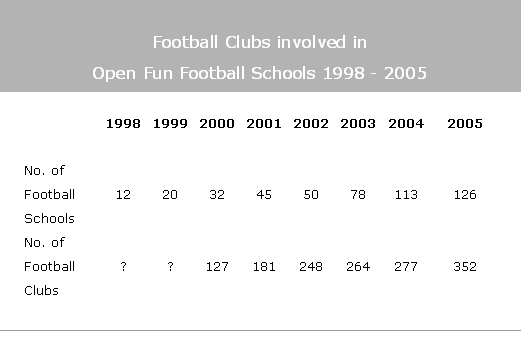 Football Clubs involved in
Open Fun Football Schools 1998 - 2005
1998 1999 2000 2001 2002 2003 2004 2005
No. of
Football 12 20 32 45 50 78 113 126
Schools
No. of
Football ? ? 127 181 248 264 277 352
Clubs